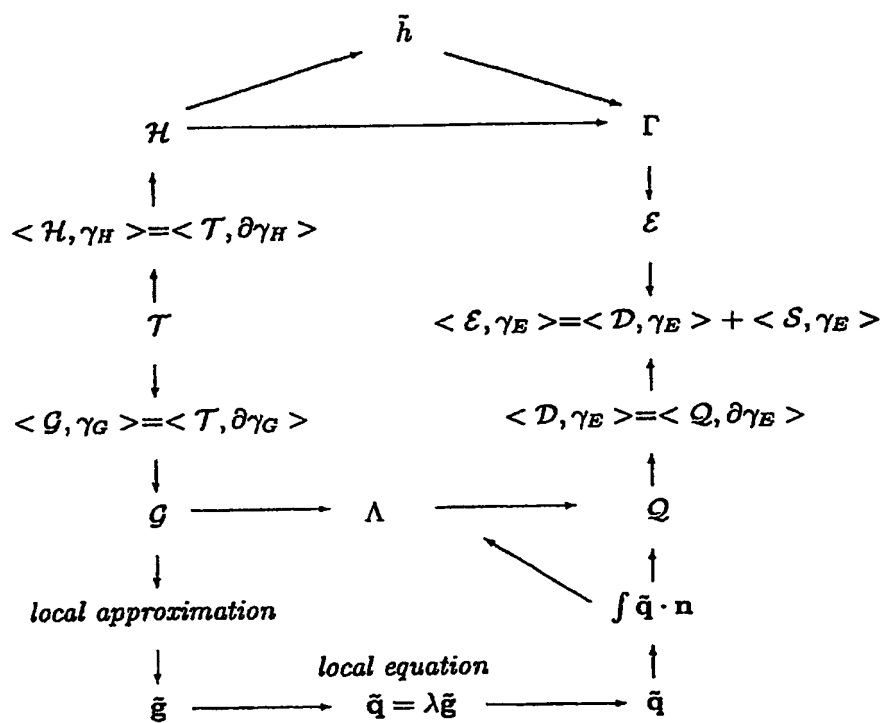 h̃
ℋ Γ
< ℋ, γ_H >=< 𝒯, ∂γ_H > ℰ
𝒯 < ℰ, γ_E >=< 𝒟, γ_E > + < 𝒮, γ_E >
< 𝒢, γ_G >=< 𝒯, ∂γ_G > < 𝒟, γ_E >=< 𝒬, ∂γ_E >
𝒢 Λ 𝒬
local approximation ∫ q̃ · n
local equation
g̃ q̃ = λg̃ q̃